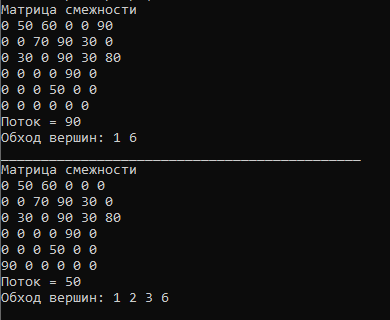 Матрица смежности
0 50 60 0 0 90
0 0 70 90 30 0
0 30 0 90 30 80
0 0 0 0 90 0
0 0 0 50 0 0
0 0 0 0 0 0
Поток = 90
Обход вершин: 1 6
_____________________________________________
Матрица смежности
0 50 60 0 0 0
0 0 70 90 30 0
0 30 0 90 30 80
0 0 0 0 90 0
0 0 0 50 0 0
90 0 0 0 0 0
Поток = 50
Обход вершин: 1 2 3 6